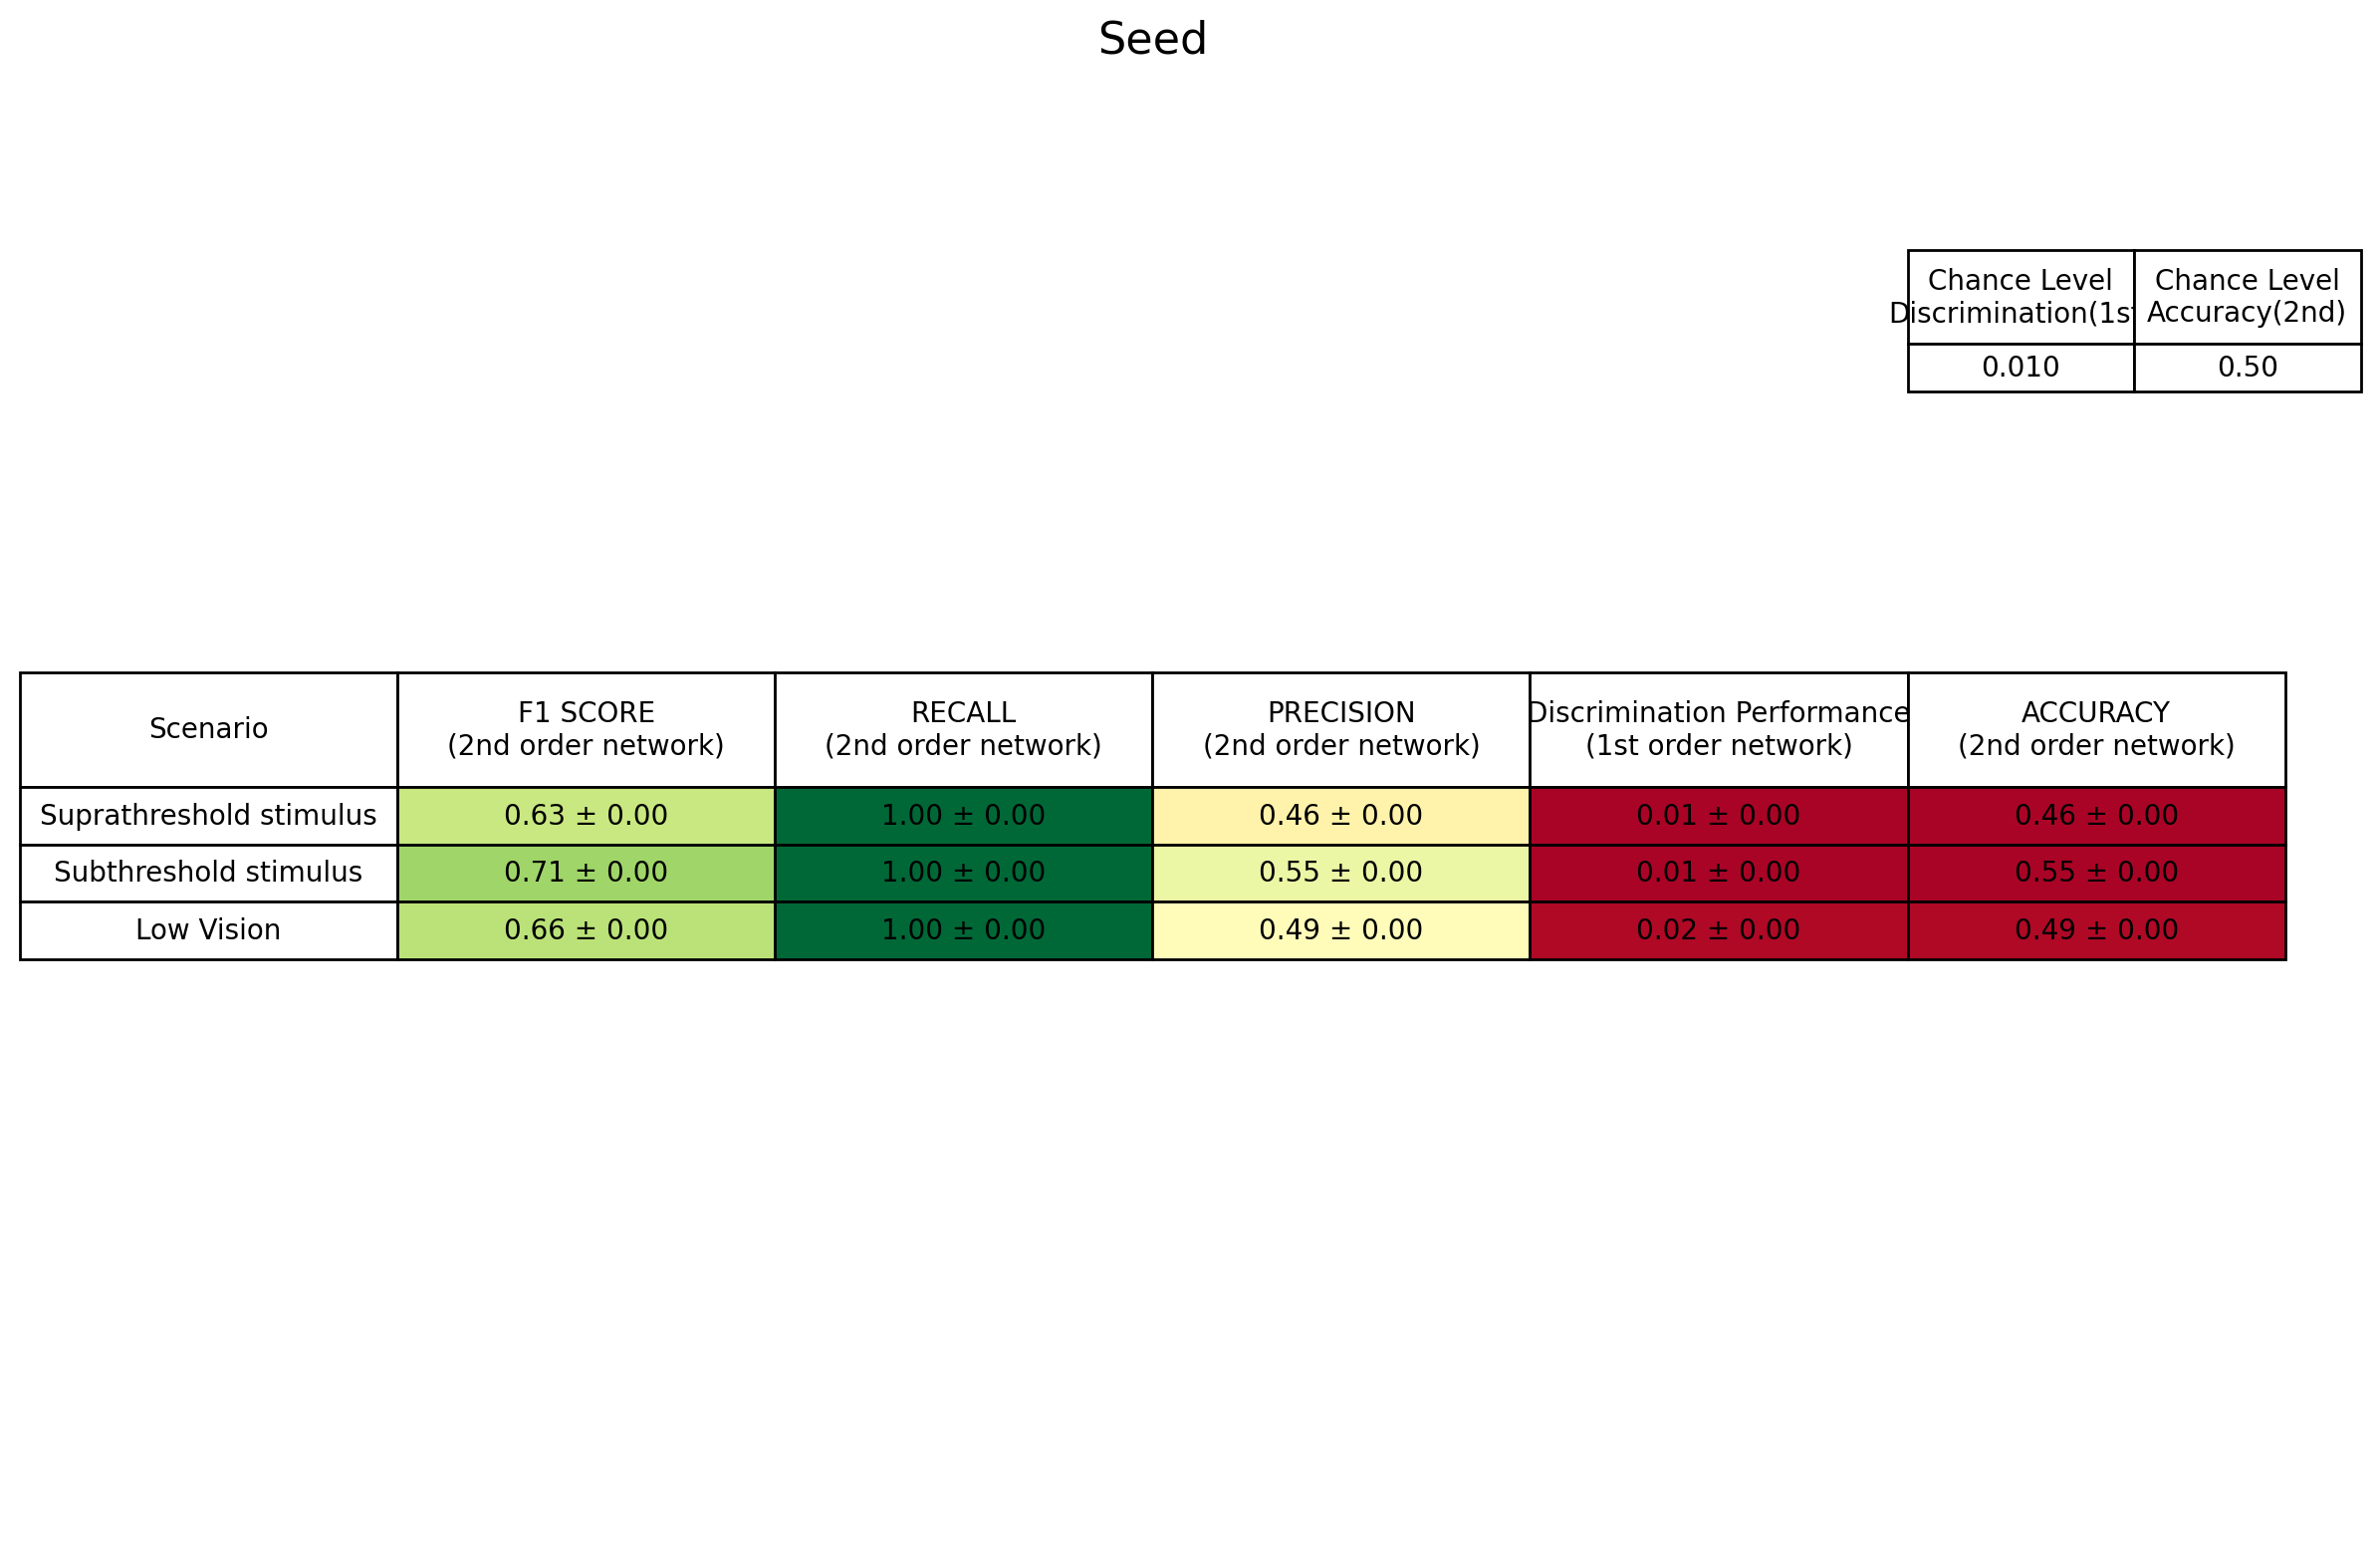 Seed
Chance Level
Discrimination(1st
Chance Level
Accuracy(2nd)
0.010
0.50
Scenario
F1 SCORE
(2nd order network)
RECALL
(2nd order network)
PRECISION
(2nd order network)
Discrimination Performance
(1st order network)
ACCURACY
(2nd order network)
Suprathreshold stimulus
0.63 ± 0.00
1.00 ± 0.00
0.46 ± 0.00
0.01 ± 0.00
0.46 ± 0.00
Subthreshold stimulus
0.71 ± 0.00
1.00 ± 0.00
0.55 ± 0.00
0.01 ± 0.00
0.55 ± 0.00
Low Vision
0.66 ± 0.00
1.00 ± 0.00
0.49 ± 0.00
0.02 ± 0.00
0.49 ± 0.00